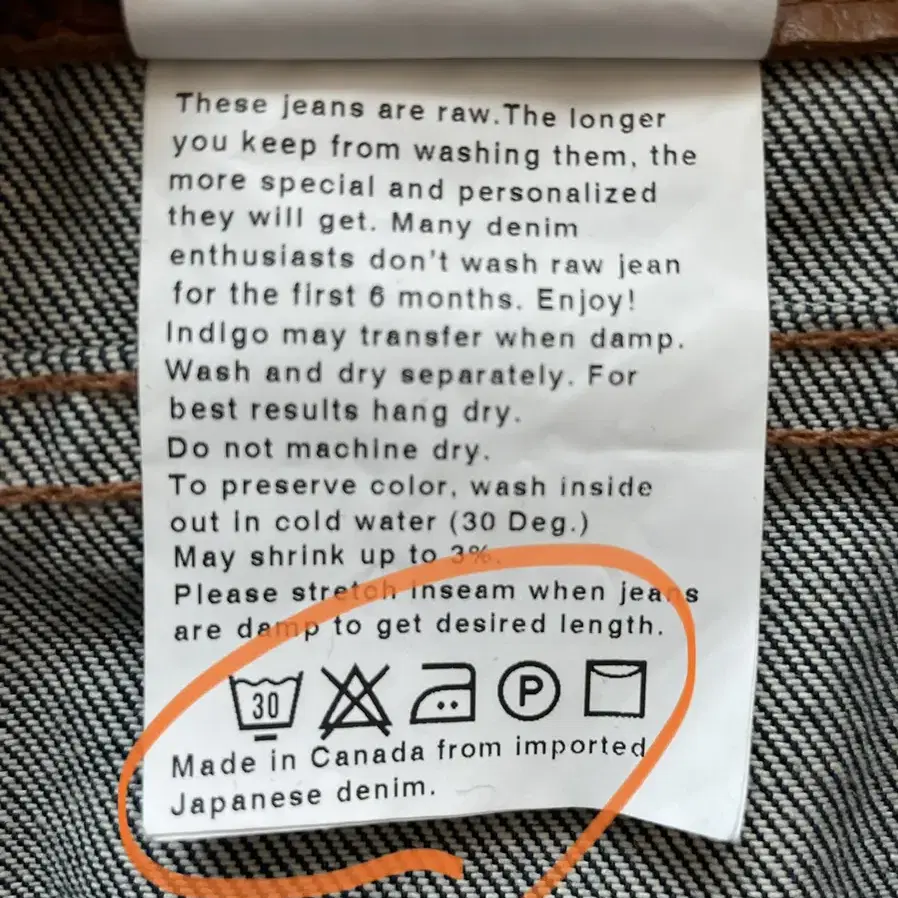 These jeans are raw.The longer
you keep from washing them, the
more special and personalized
they will get. Many denim
enthusiasts don't wash raw jean
for the first 6 months. Enjoy!
IndIgo may transfer when damp.
Wash and dry separately. For
best results hang dry.
Do not machine dry.
To preserve color, wash inside
out in cold water (30 Deg.)
May shrink up to 3%.
Please stretch inseam when jeans
are damp to get desired length.
30 P
Made in Canada from imported
Japanese denim.